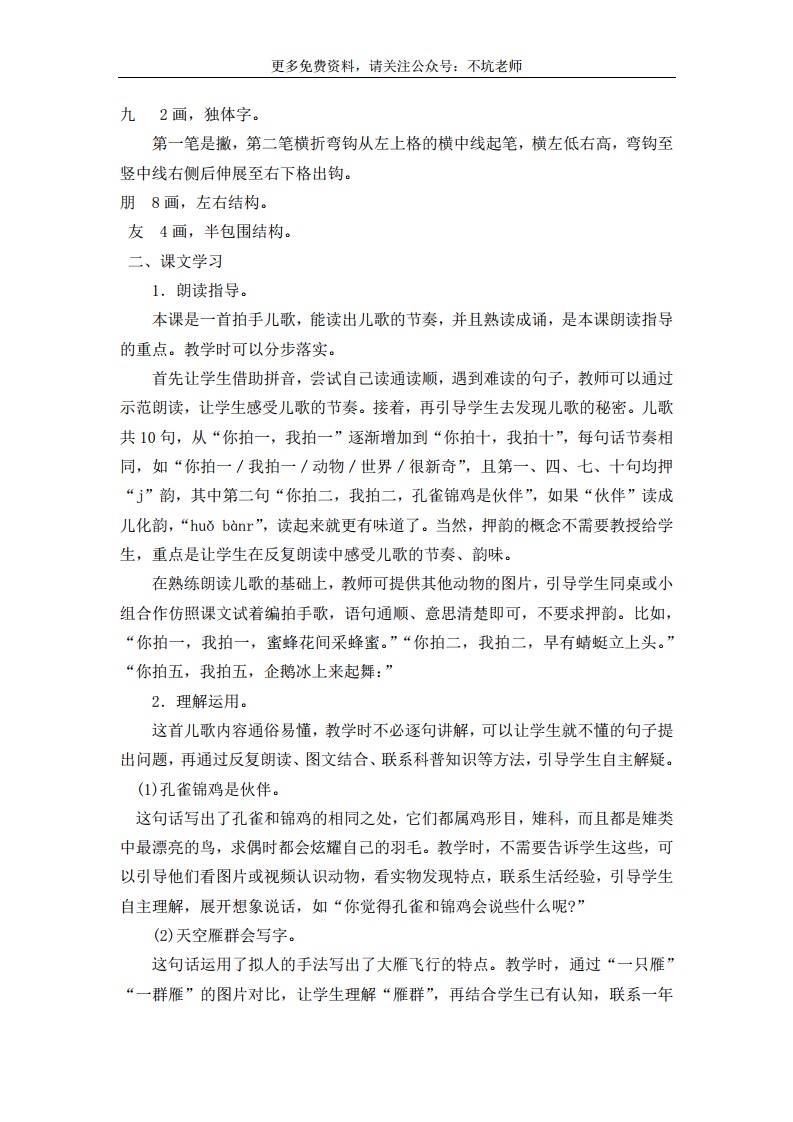 更多免费资料，请关注公众号：不坑老师
九　2 画，独体字。
第一笔是撇，第二笔横折弯钩从左上格的横中线起笔，横左低右高，弯钩至
竖中线右侧后伸展至右下格出钩。
朋　8 画，左右结构。
友　4 画，半包围结构。
二、课文学习
1．朗读指导。
本课是一首拍手儿歌，能读出儿歌的节奏，并且熟读成诵，是本课朗读指导
的重点。教学时可以分步落实。
首先让学生借助拼音，尝试自己读通读顺，遇到难读的句子，教师可以通过
示范朗读，让学生感受儿歌的节奏。接着，再引导学生去发现儿歌的秘密。儿歌
共 10 句，从“你拍一，我拍一”逐渐增加到“你拍十，我拍十”，每句话节奏相
同，如“你拍一／我拍一／动物／世界／很新奇”，且第一、四、七、十句均押
“j”韵，其中第二句“你拍二，我拍二，孔雀锦鸡是伙伴”，如果“伙伴”读成
儿化韵，“huǒ bànr”，读起来就更有味道了。当然，押韵的概念不需要教授给学
生，重点是让学生在反复朗读中感受儿歌的节奏、韵味。
在熟练朗读儿歌的基础上，教师可提供其他动物的图片，引导学生同桌或小
组合作仿照课文试着编拍手歌，语句通顺、意思清楚即可，不要求押韵。比如，
“你拍一，我拍一，蜜蜂花间采蜂蜜。”“你拍二，我拍二，早有蜻蜓立上头。”
“你拍五，我拍五，企鹅冰上来起舞:”
2．理解运用。
这首儿歌内容通俗易懂，教学时不必逐句讲解，可以让学生就不懂的句子提
出问题，再通过反复朗读、图文结合、联系科普知识等方法，引导学生自主解疑。
(1)孔雀锦鸡是伙伴。
这句话写出了孔雀和锦鸡的相同之处，它们都属鸡形目，雉科，而且都是雉类
中最漂亮的鸟，求偶时都会炫耀自己的羽毛。教学时，不需要告诉学生这些，可
以引导他们看图片或视频认识动物，看实物发现特点，联系生活经验，引导学生
自主理解，展开想象说话，如“你觉得孔雀和锦鸡会说些什么呢?”
(2)天空雁群会写字。
这句话运用了拟人的手法写出了大雁飞行的特点。教学时，通过“一只雁”
“一群雁”的图片对比，让学生理解“雁群”，再结合学生已有认知，联系一年